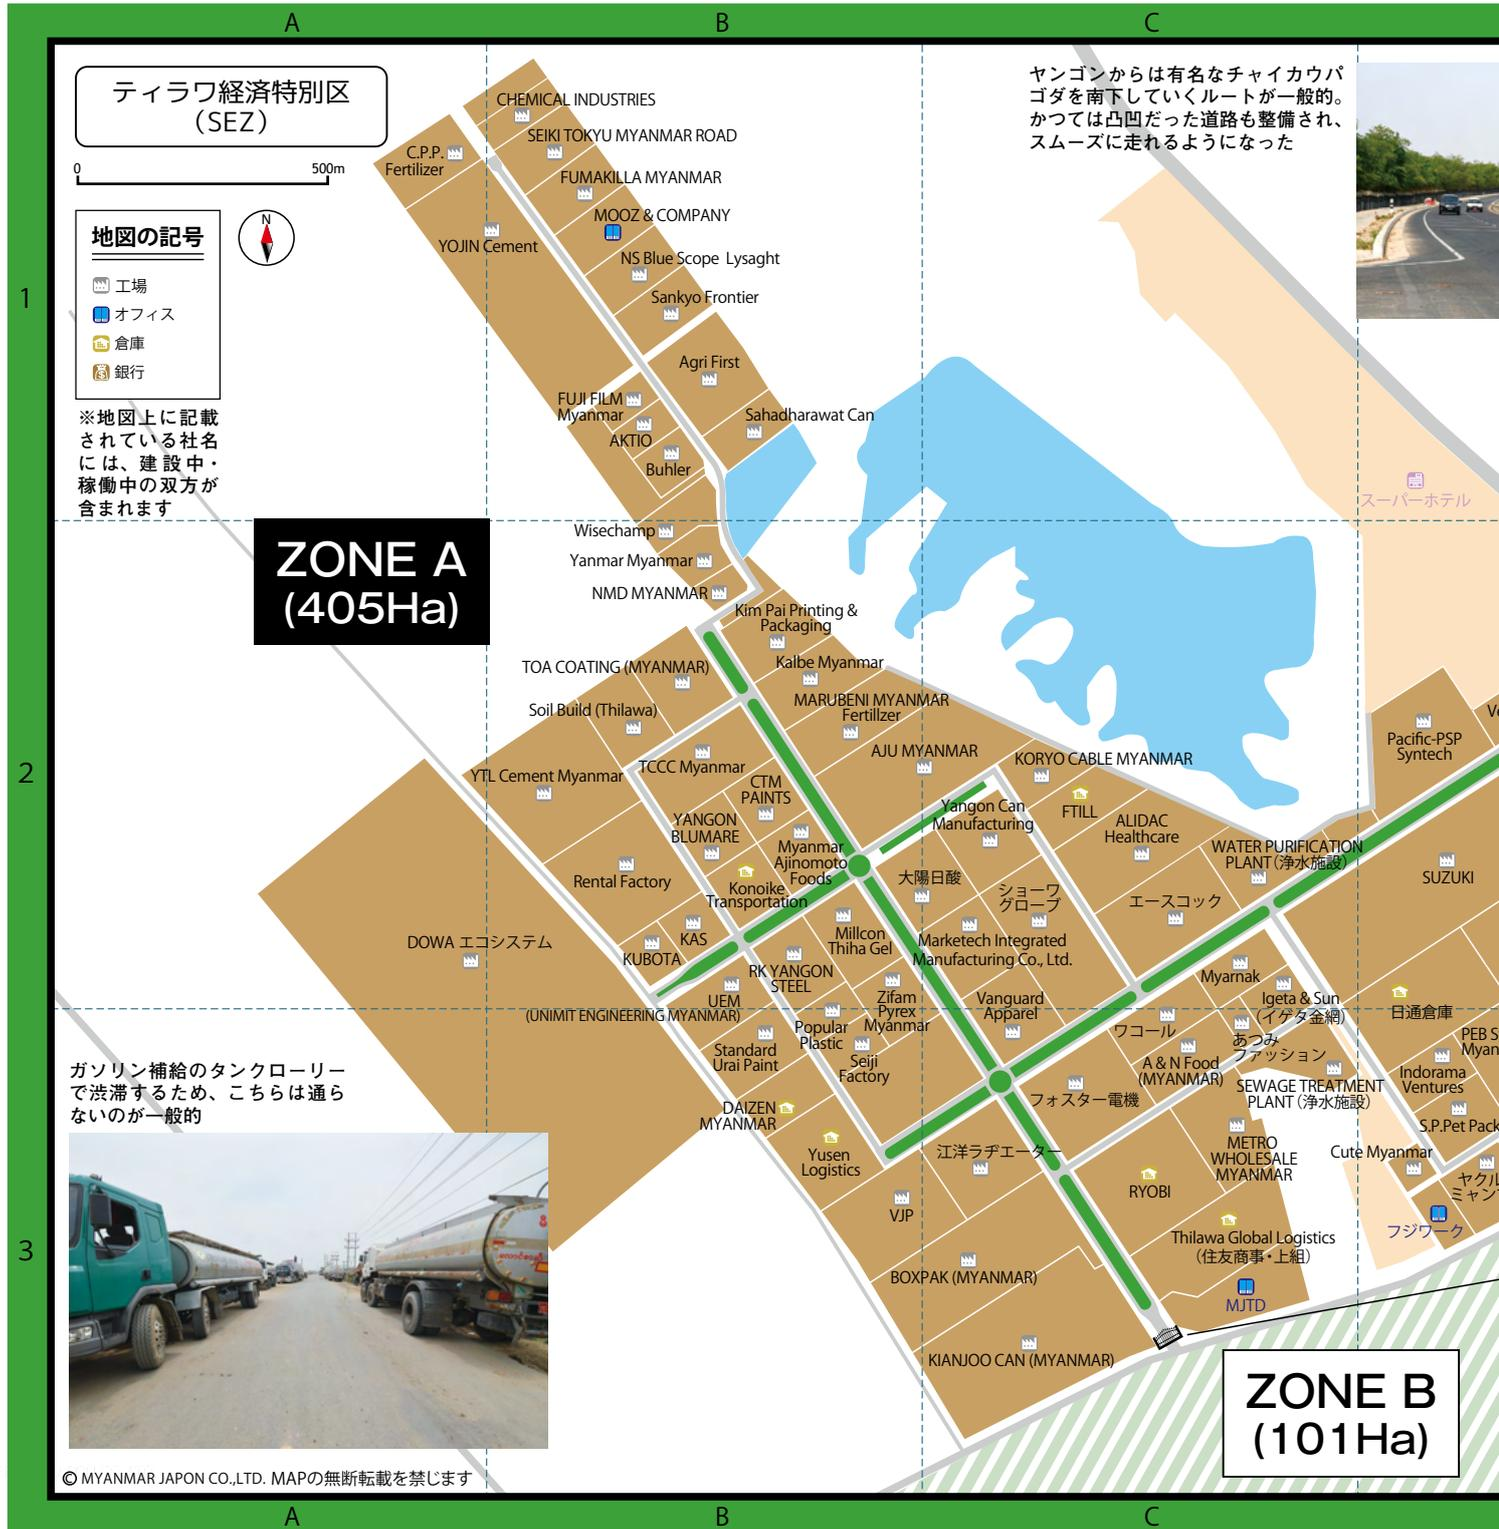 A
B
C
ティラワ経済特別区
（SEZ）
0
500m
地図の記号
N
工場
オフィス
倉庫
銀行
※地図上に記載
されている社名
には、建設中・
稼働中の双方が
含まれます
ヤンゴンからは有名なチャイカウパ
ゴダを南下していくルートが一般的。
かつては凸凹だった道路も整備され、
スムーズに走れるようになった
CHEMICAL INDUSTRIES
SEIKI TOKYU MYANMAR ROAD
C.P.P.
Fertilizer
FUMAKILLA MYANMAR
MOOZ & COMPANY
YOJIN Cement
NS Blue Scope Lysaght
Sankyo Frontier
1
Agri First
FUJI FILM
Myanmar
Sahadharawat Can
AKTIO
Buhler
スーパーホテル
Wisechamp
ZONE A
(405Ha)
Yanmar Myanmar
NMD MYANMAR
Kim Pai Printing &
Packaging
TOA COATING (MYANMAR)
Kalbe Myanmar
Soil Build (Thilawa)
MARUBENI MYANMAR
Fertillzer
Pacific-PSP
Syntech
AJU MYANMAR
KORYO CABLE MYANMAR
2
YTL Cement Myanmar
TCCC Myanmar
CTM
PAINTS
Yangon Can
Manufacturing
FTILL
YANGON
BLUMARE
ALIDAC
Healthcare
Myanmar
Ajinomoto
Foods
WATER PURIFICATION
PLANT（浄水施設）
Rental Factory
Konoike
Transportation
大陽日酸
ショーワ
グローブ
エースコック
SUZUKI
DOWA エコシステム
KUBOTA
KAS
Millcon
Thiha Gel
Marketech Integrated
Manufacturing Co., Ltd.
RK YANGON
STEEL
Myarnak
UEM
(UNIMIT ENGINEERING MYANMAR)
Zifam
Pyrex
Myanmar
Vanguard
Apparel
Igeta & Sun
（イゲタ金網）
日通倉庫
Popular
Plastic
ワコール
あつみ
ファッション
PEB S
Standard
Urai Paint
Seiji
Factory
A & N Food
(MYANMAR)
Indorama
Ventures
SEWAGE TREATMENT
PLANT（浄水施設）
フォスター電機
DAIZEN
MYANMAR
S.P.Pet Pack
Yusen
Logistics
江洋ラヂエーター
METRO
WHOLESALE
MYANMAR
Cute Myanmar
RYOBI
VJP
フジワーク
ガソリン補給のタンクローリー
で渋滞するため、こちらは通ら
ないのが一般的
3
Thilawa Global Logistics
（住友商事・上組）
BOXPAK (MYANMAR)
MJTD
KIANJOO CAN (MYANMAR)
ZONE B
(101Ha)
© MYANMAR JAPON CO.,LTD. MAPの無断転載を禁じます
A
B
C